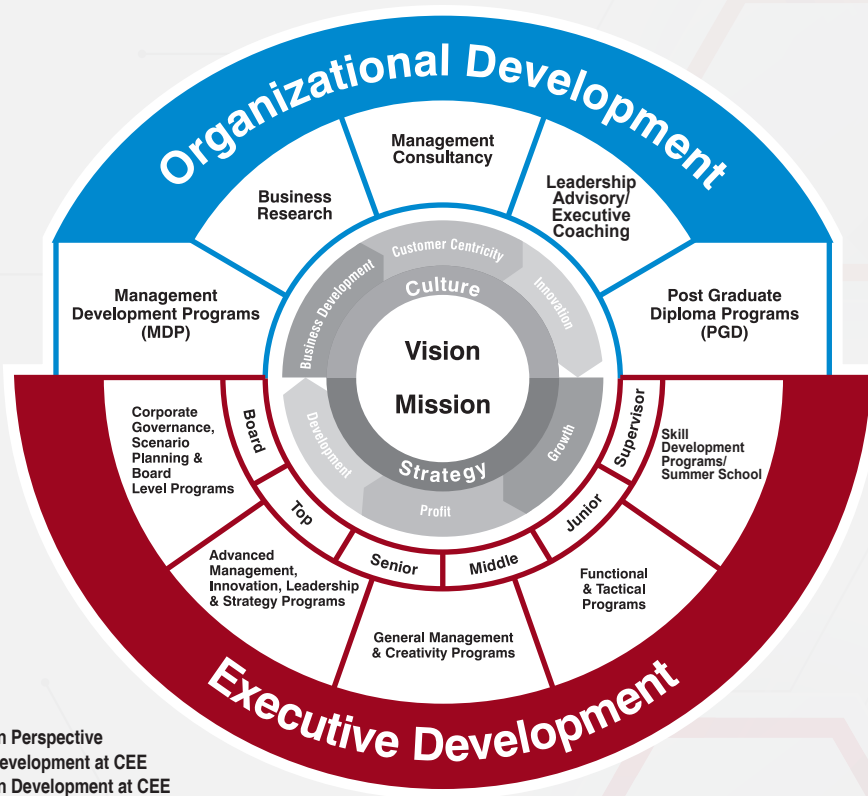 Organizational Development
Management
Consultancy
Business
Research
Leadership
Advisory/
Executive
Coaching
Management
Development Programs
(MDP)
Post Graduate
Diploma Programs
(PGD)
Customer Centricity
Business Development
Innovation
Culture
Vision
Mission
Strategy
Development
Profit
Growth
Board
Top
Senior
Middle
Junior
Supervisor
Corporate
Governance,
Scenario
Planning &
Board
Level Programs
Advanced
Management,
Innovation, Leadership
& Strategy Programs
General Management
& Creativity Programs
Functional
& Tactical
Programs
Skill
Development
Programs/
Summer School
Executive Development
n Perspective
evelopment at CEE
n Development at CEE